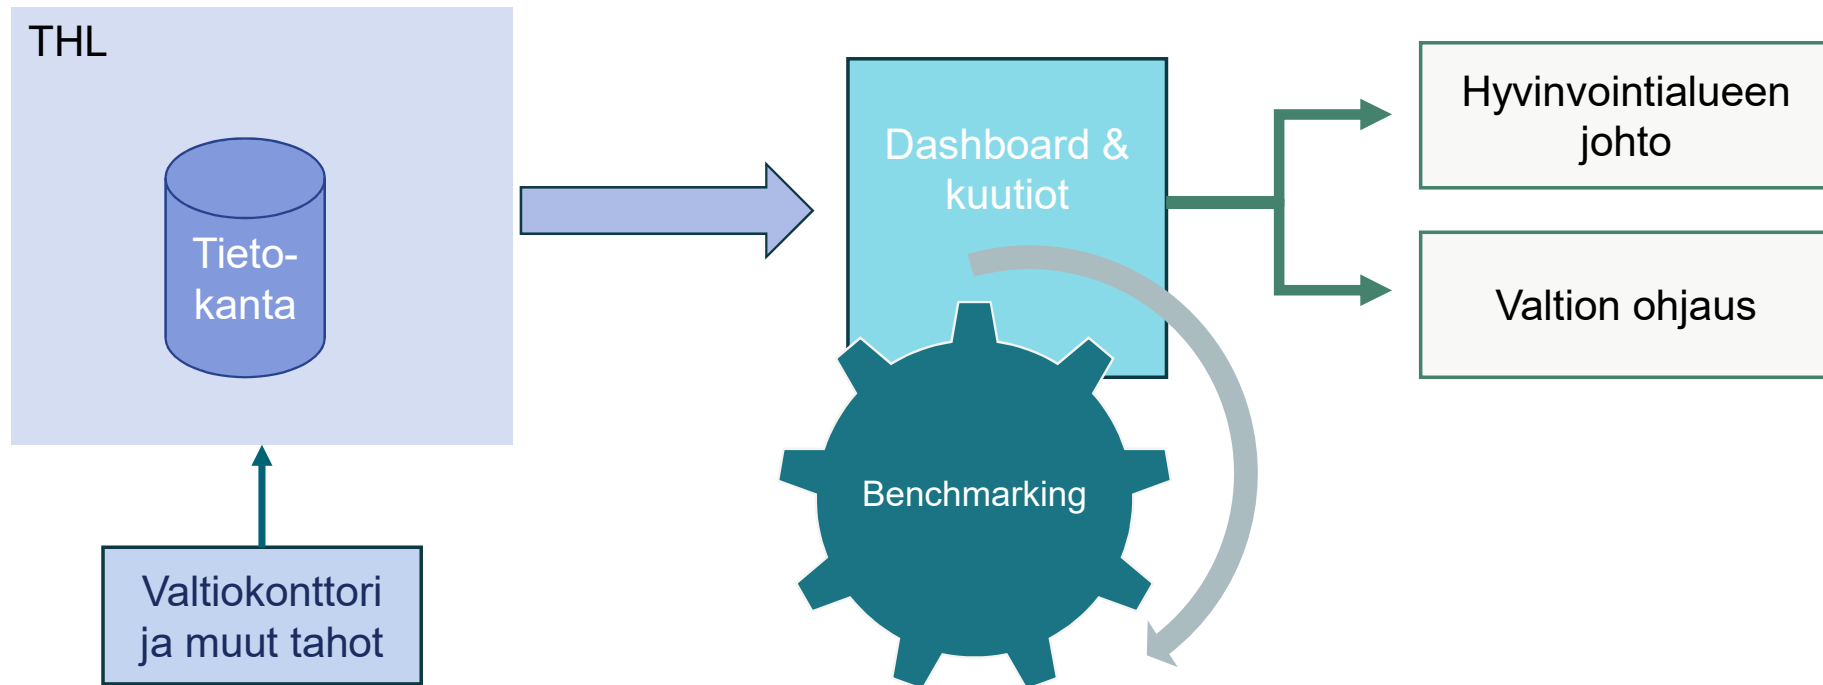 THL
Tieto-
kanta
Valtiokonttori
ja muut tahot
Dashboard &
kuutiot
Benchmarking
Hyvinvointialueen
johto
Valtion ohjaus